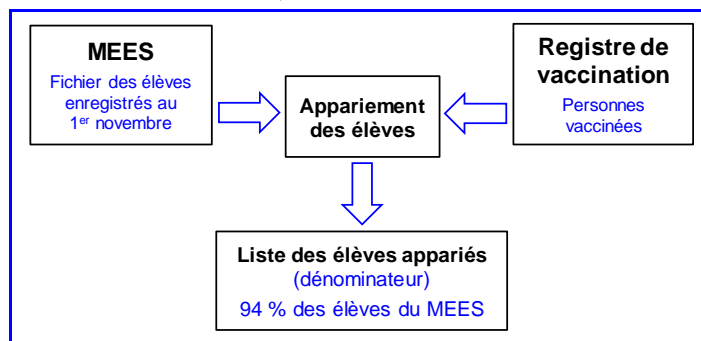 MEES
Fichier des élèves
enregistrés au
1er novembre
Appariement
des élèves
Registre de
vaccination
Personnes
vaccinées
Liste des élèves appariés
(dénominateur)
94 % des élèves du MEES